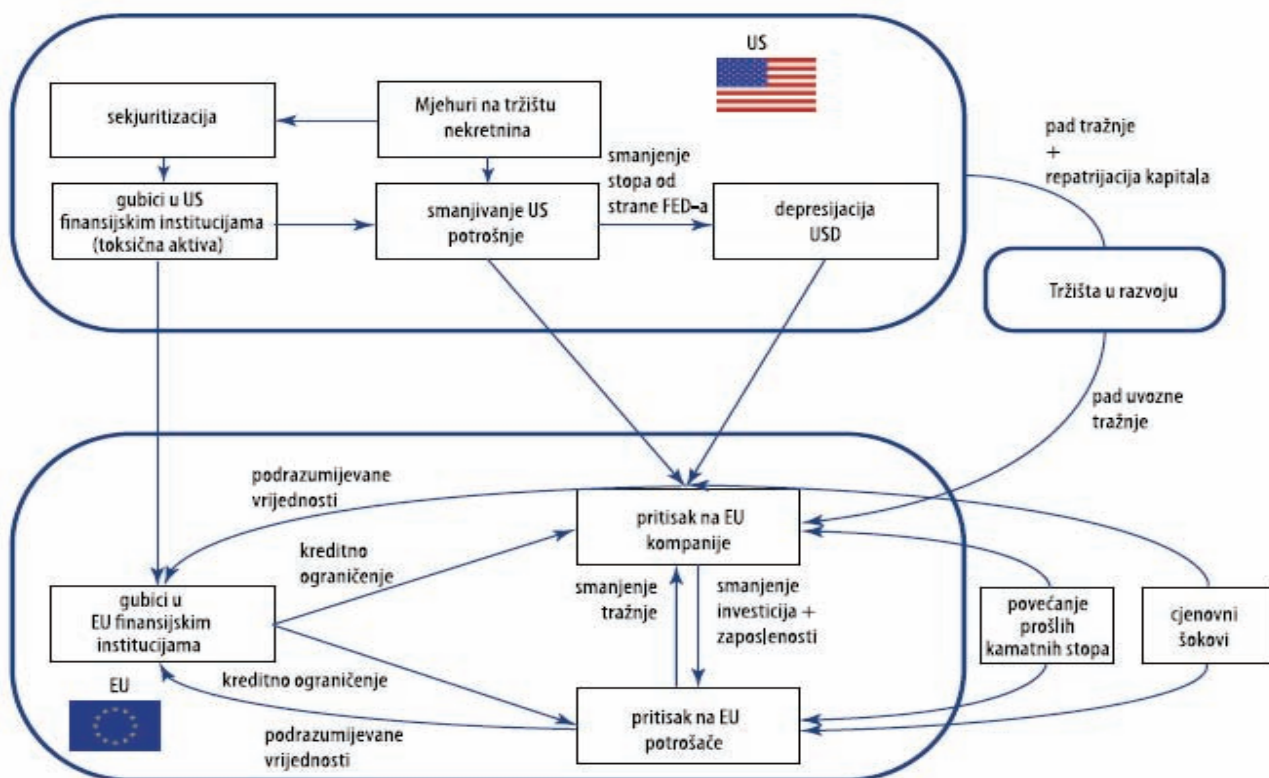 US
sekjuritizacija
Mjehuri na tržištu
nekretnina
smanjenje
stopa od
strane FED-a
gubici u US
finansijskim institucijama
(toksična aktiva)
smanjivanje US
potrošnje
depresijacija
USD
pad tražnje
+
repatrijacija kapitala
Tržišta u razvoju
pad uvozne
tražnje
podrazumijevane
vrijednosti
pritisak na EU
kompanije
kreditno
ograničenje
smanjenje
tražnje
smanjenje
investicija +
zaposlenosti
gubici u
EU finansijskim
institucijama
povećanje
prošlih
kamatnih stopa
cjenovni
šokovi
EU
kreditno ograničenje
pritisak na EU
potrošače
podrazumijevane
vrijednosti